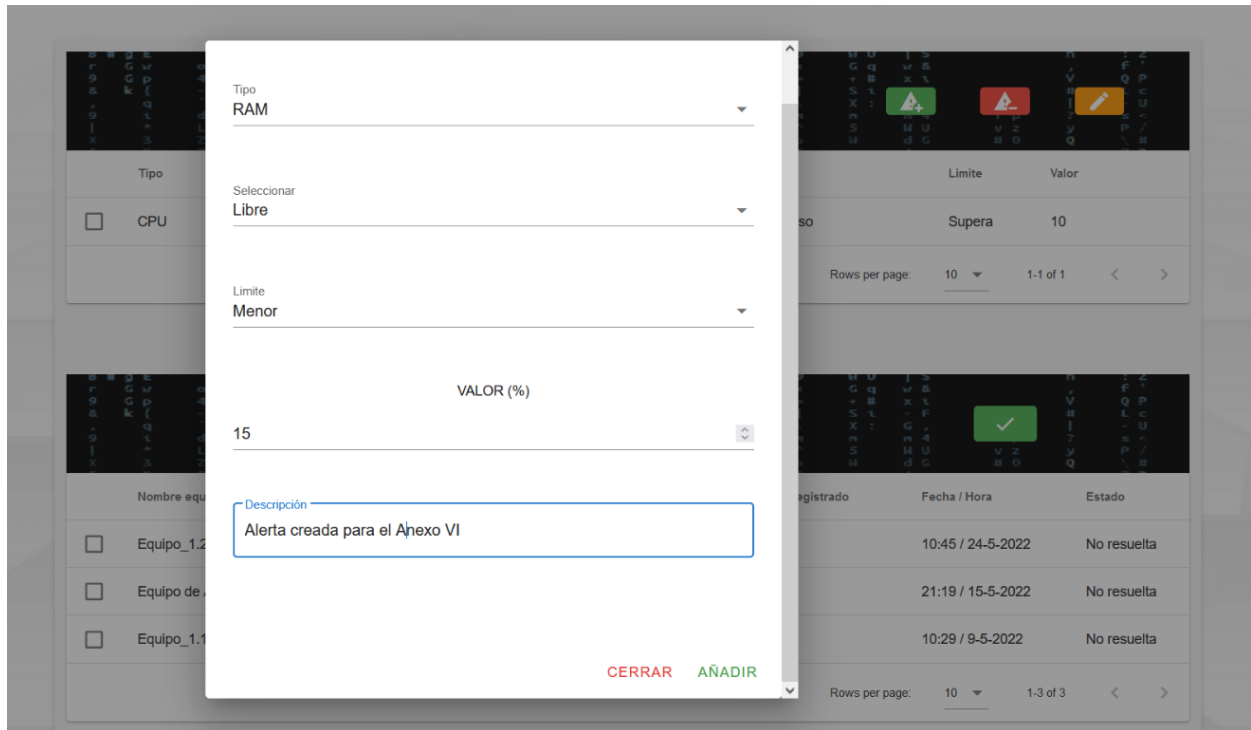 Tipo
RAM
Seleccionar
Libre
Limite
Menor
VALOR (%)
15
Descripción
Alerta creada para el Anexo VI
CERRAR AÑADIR
Tipo Limite Valor
CPU so Supera 10
Rows per page: 10 1-1 of 1
Nombre equ egistrado Fecha / Hora Estado
Equipo_1.2 10:45 / 24-5-2022 No resuelta
Equipo de 21:19 / 15-5-2022 No resuelta
Equipo_1.1 10:29 / 9-5-2022 No resuelta
Rows per page: 10 1-3 of 3